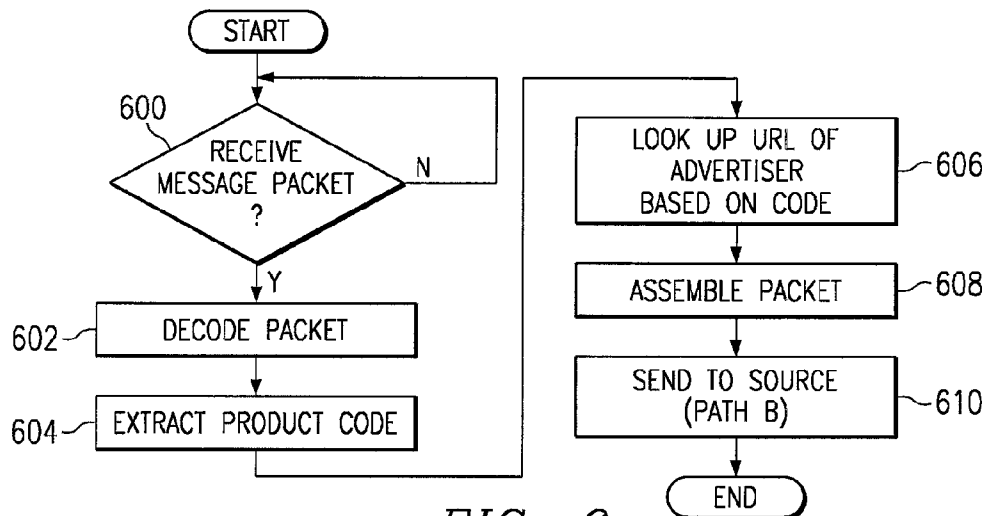 START
600
RECEIVE
MESSAGE PACKET
?
N
Y
602
DECODE PACKET
604
EXTRACT PRODUCT CODE
LOOK UP URL OF
ADVERTISER
BASED ON CODE
606
ASSEMBLE PACKET
608
SEND TO SOURCE
(PATH B)
610
END
FIG.